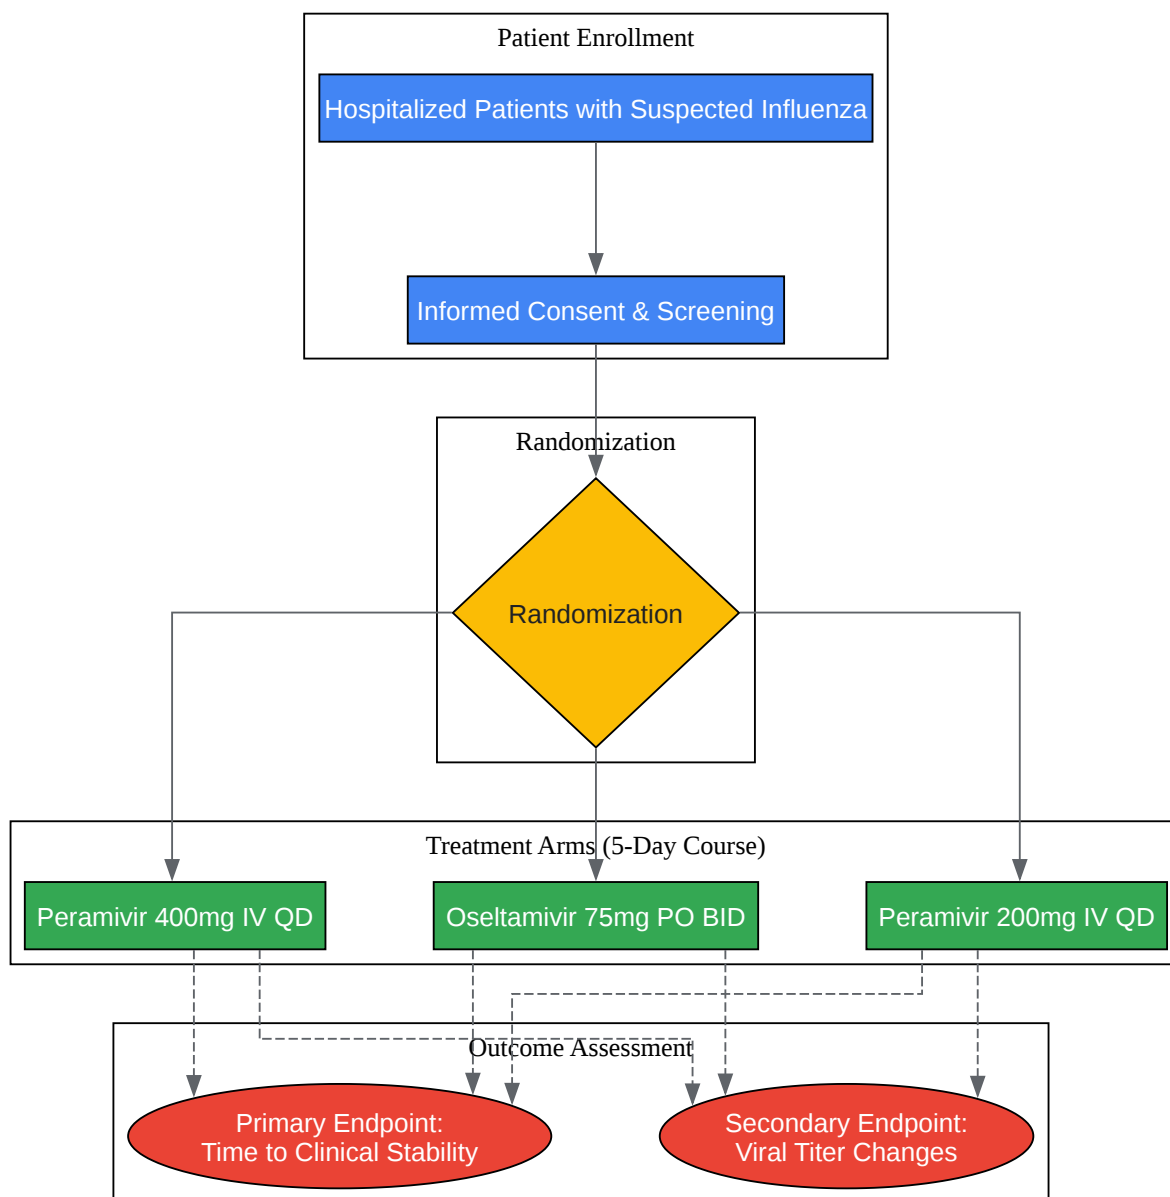 Patient Enrollment
Hospitalized Patients with Suspected Influenza
Informed Consent & Screening
Randomization
Randomization
Treatment Arms (5-Day Course)
Peramivir 400mg IV QD
Oseltamivir 75mg PO BID
Peramivir 200mg IV QD
Outcome Assessment
Primary Endpoint:
Time to Clinical Stability
Secondary Endpoint:
Viral Titer Changes